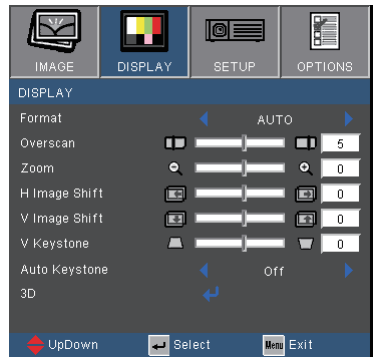 IMAGE DISPLAY SETUP OPTIONS
DISPLAY
Format AUTO
Overscan 5
Zoom 0
H Image Shift 0
V Image Shift 0
V Keystone 0
Auto Keystone Off
3D
UpDown Select Menu Exit